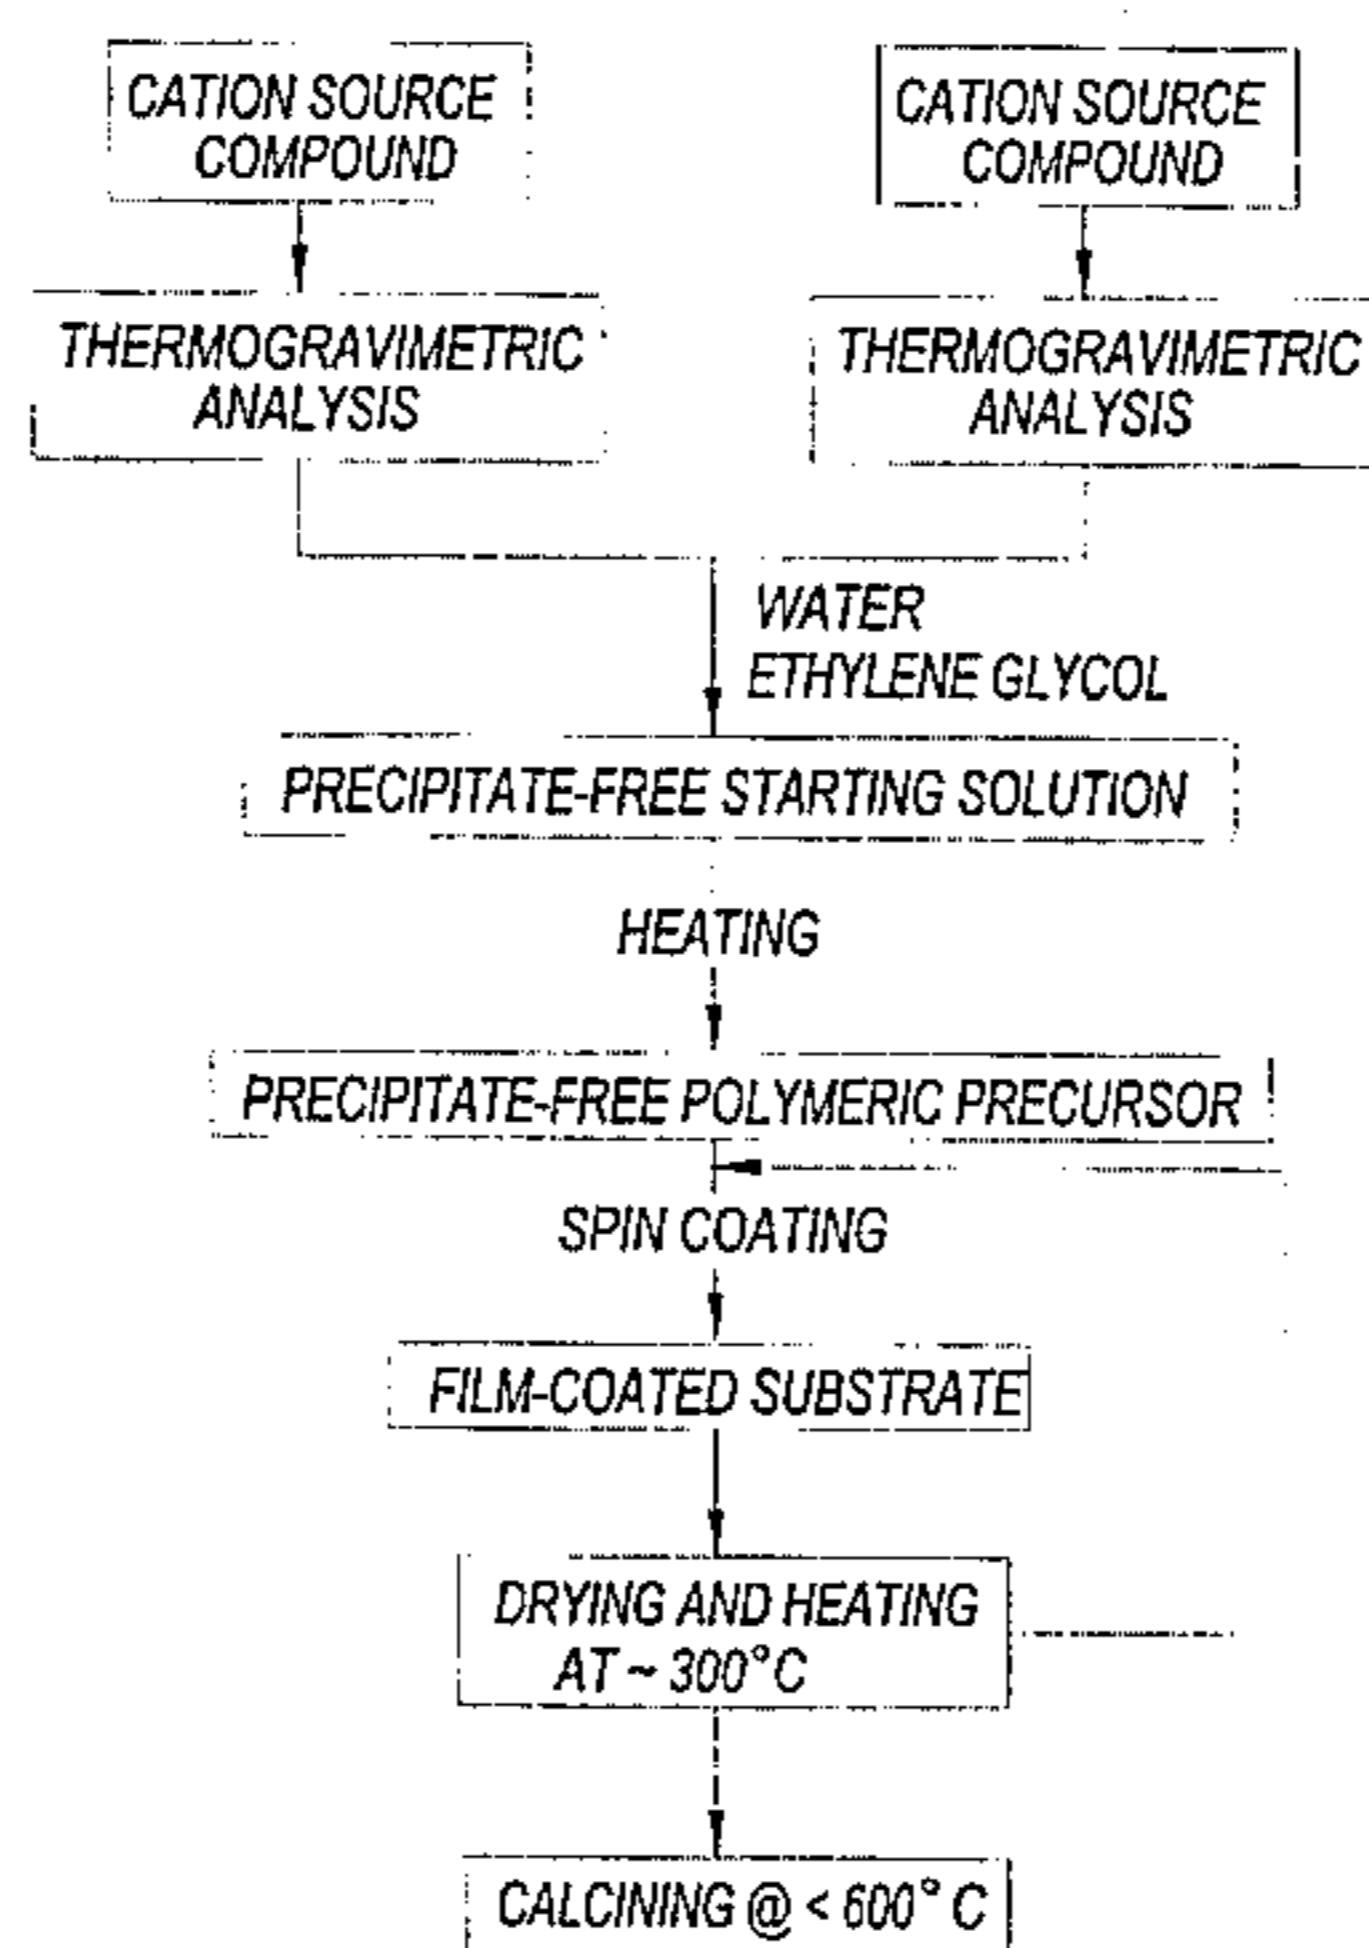 CATION SOURCE
COMPOUND
CATION SOURCE
COMPOUND
THERMOGRAVIMETRIC
ANALYSIS
THERMOGRAVIMETRIC
ANALYSIS
WATER
ETHYLENE GLYCOL
PRECIPITATE-FREE STARTING SOLUTION
HEATING
PRECIPITATE-FREE POLYMERIC PRECURSOR
SPIN COATING
FILM-COATED SUBSTRATE
DRYING AND HEATING
AT ~ 300°C
CALCINING @ < 600° C